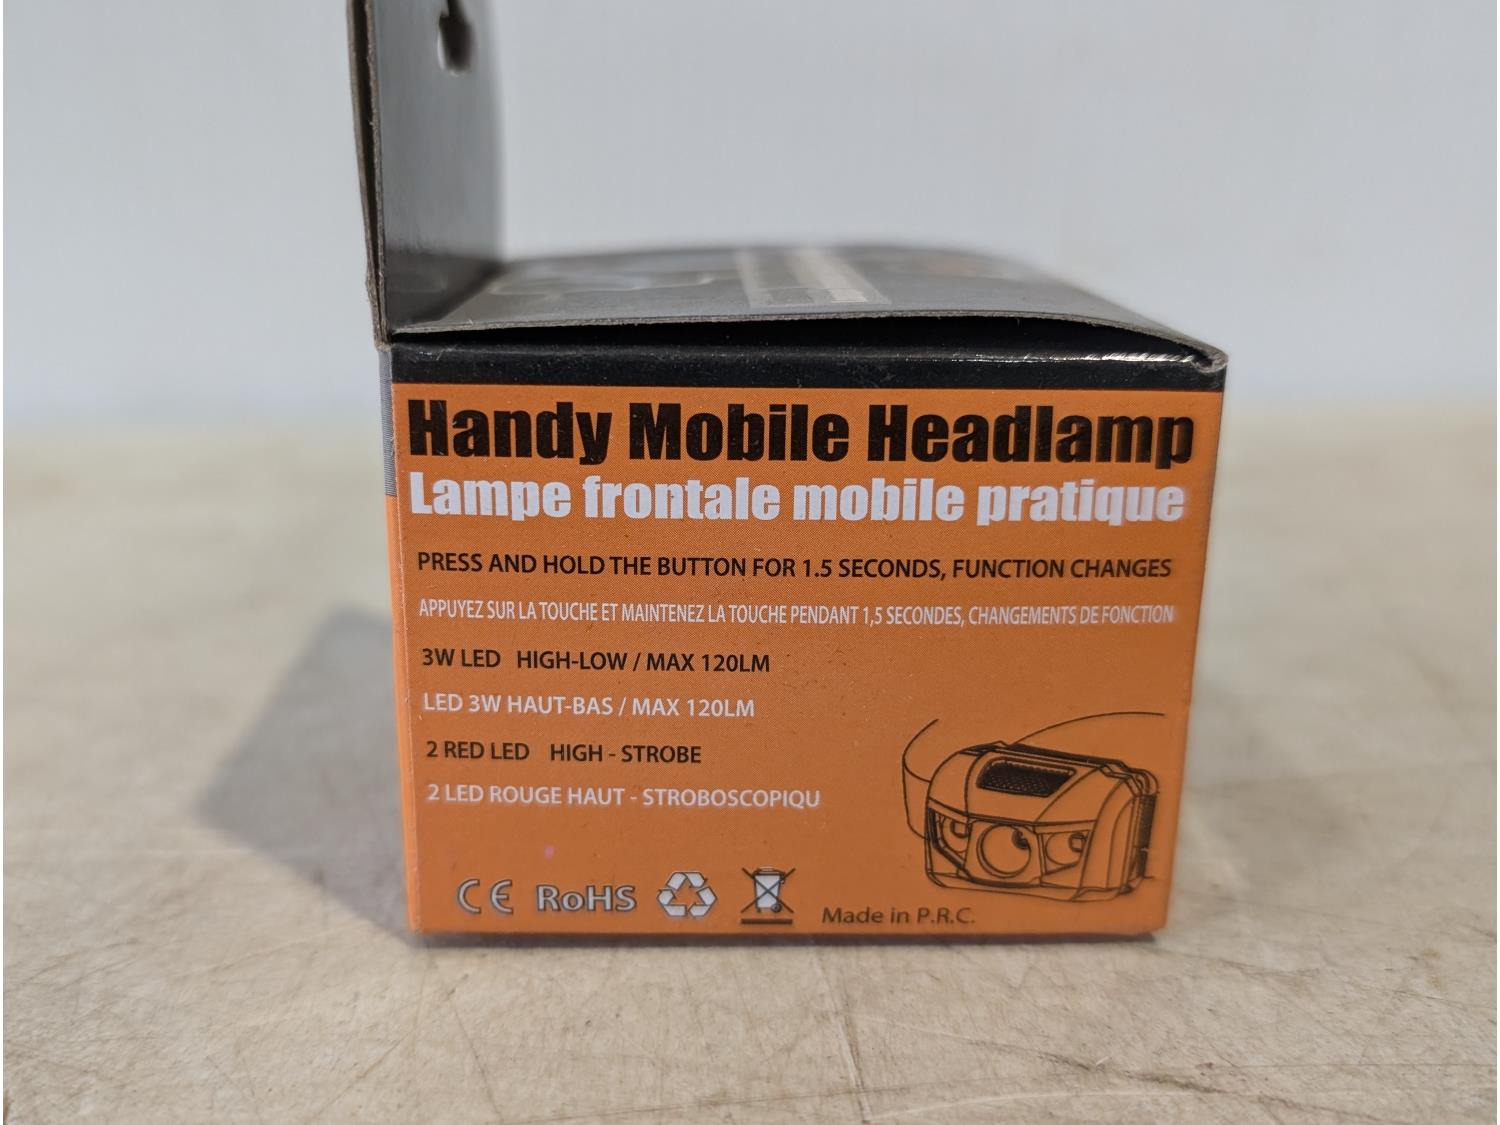 Handy Mobile Headlamp
Lampe frontale mobile pratique
PRESS AND HOLD THE BUTTON FOR 1.5 SECONDS, FUNCTION CHANGES
APPUYEZ SUR LA TOUCHE ET MAINTENEZ LA TOUCHE PENDANT 1,5 SECONDES, CHANGEMENTS DE FONCTION
3W LED HIGH-LOW / MAX 120LM
LED 3W HAUT-BAS / MAX 120LM
2 RED LED HIGH - STROBE
2 LED ROUGE HAUT - STROBOSCOPIQU
CE RoHS Made in P.R.C.